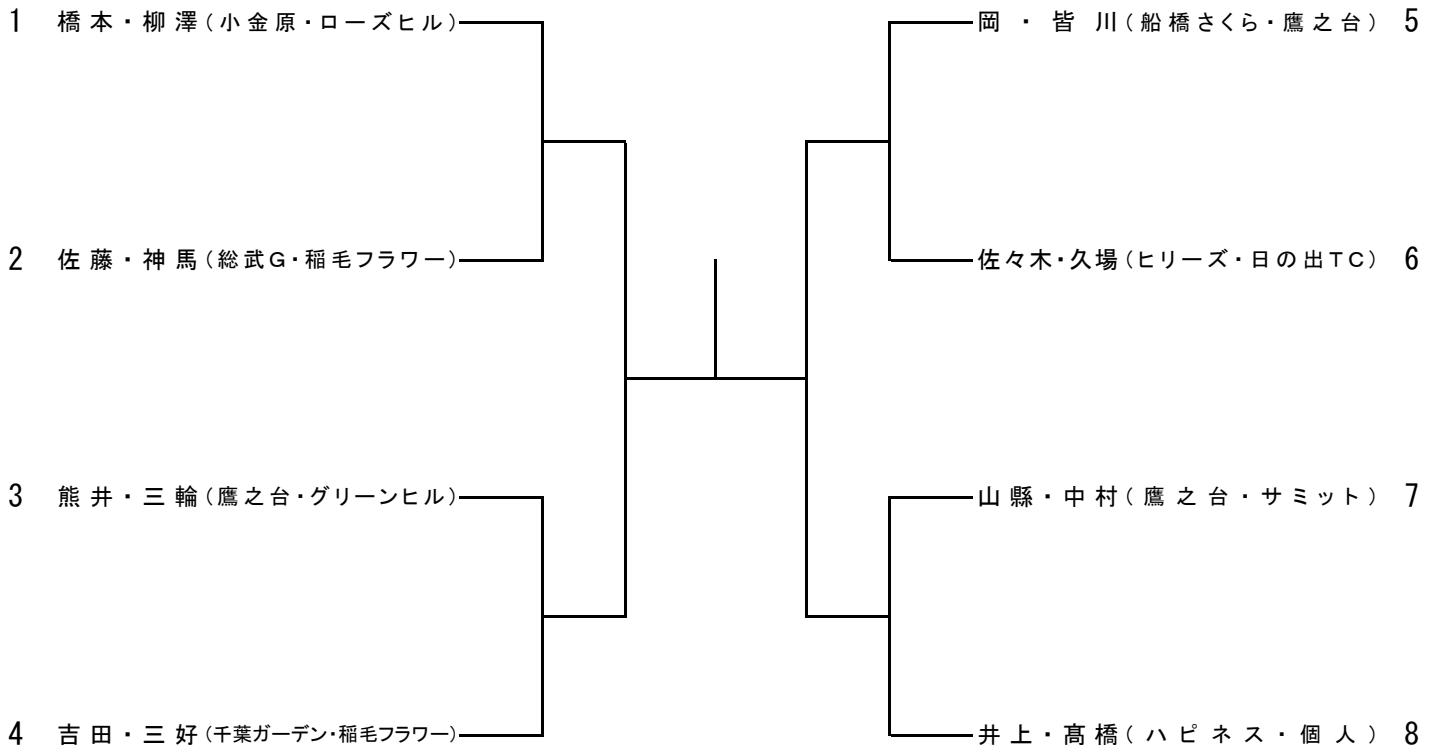 1 橋本・柳澤(小金原・ローズヒル)
2 佐藤・神馬(総武G・稲毛フラワー)
3 熊井・三輪(鷹之台・グリーンヒル)
4 吉田・三好(千葉ガーデン・稲毛フラワー)
岡・皆川(船橋さくら・鷹之台) 5
佐々木・久場(ヒリーズ・日の出TC) 6
山縣・中村(鷹之台・サミット) 7
井上・髙橋(ハピネス・個人) 8